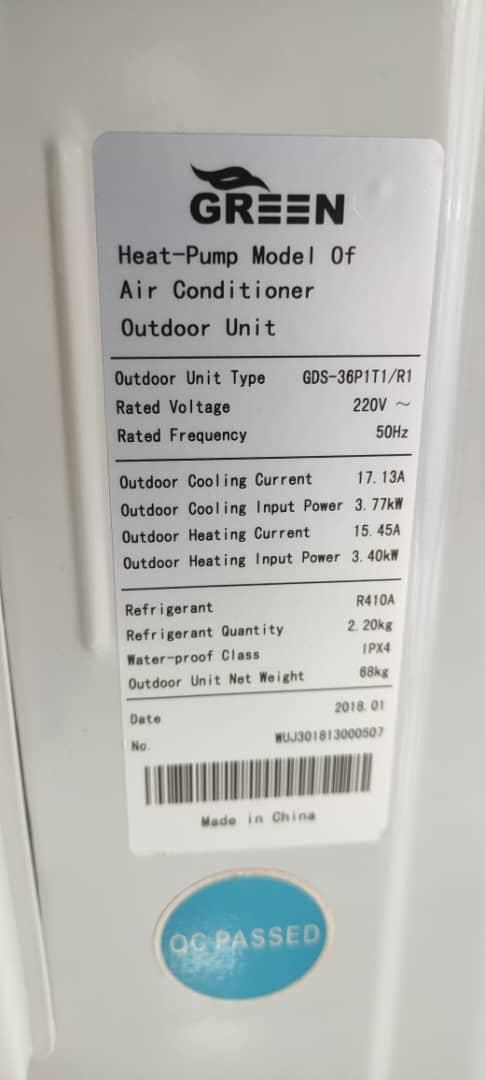 GREEN
Heat-Pump Model Of
Air Conditioner
Outdoor Unit
Outdoor Unit Type GDS-36P1T1/R1
Rated Voltage 220V ~
Rated Frequency 50Hz
Outdoor Cooling Current 17.13A
Outdoor Cooling Input Power 3.77kW
Outdoor Heating Current 15.45A
Outdoor Heating Input Power 3.40kW
Refrigerant R410A
Refrigerant Quantity 2.20kg
Water-proof Class IPX4
Outdoor Unit Net Weight 68kg
Date 2018.01
No. WUJ301813000507
Made in China
QC PASSED